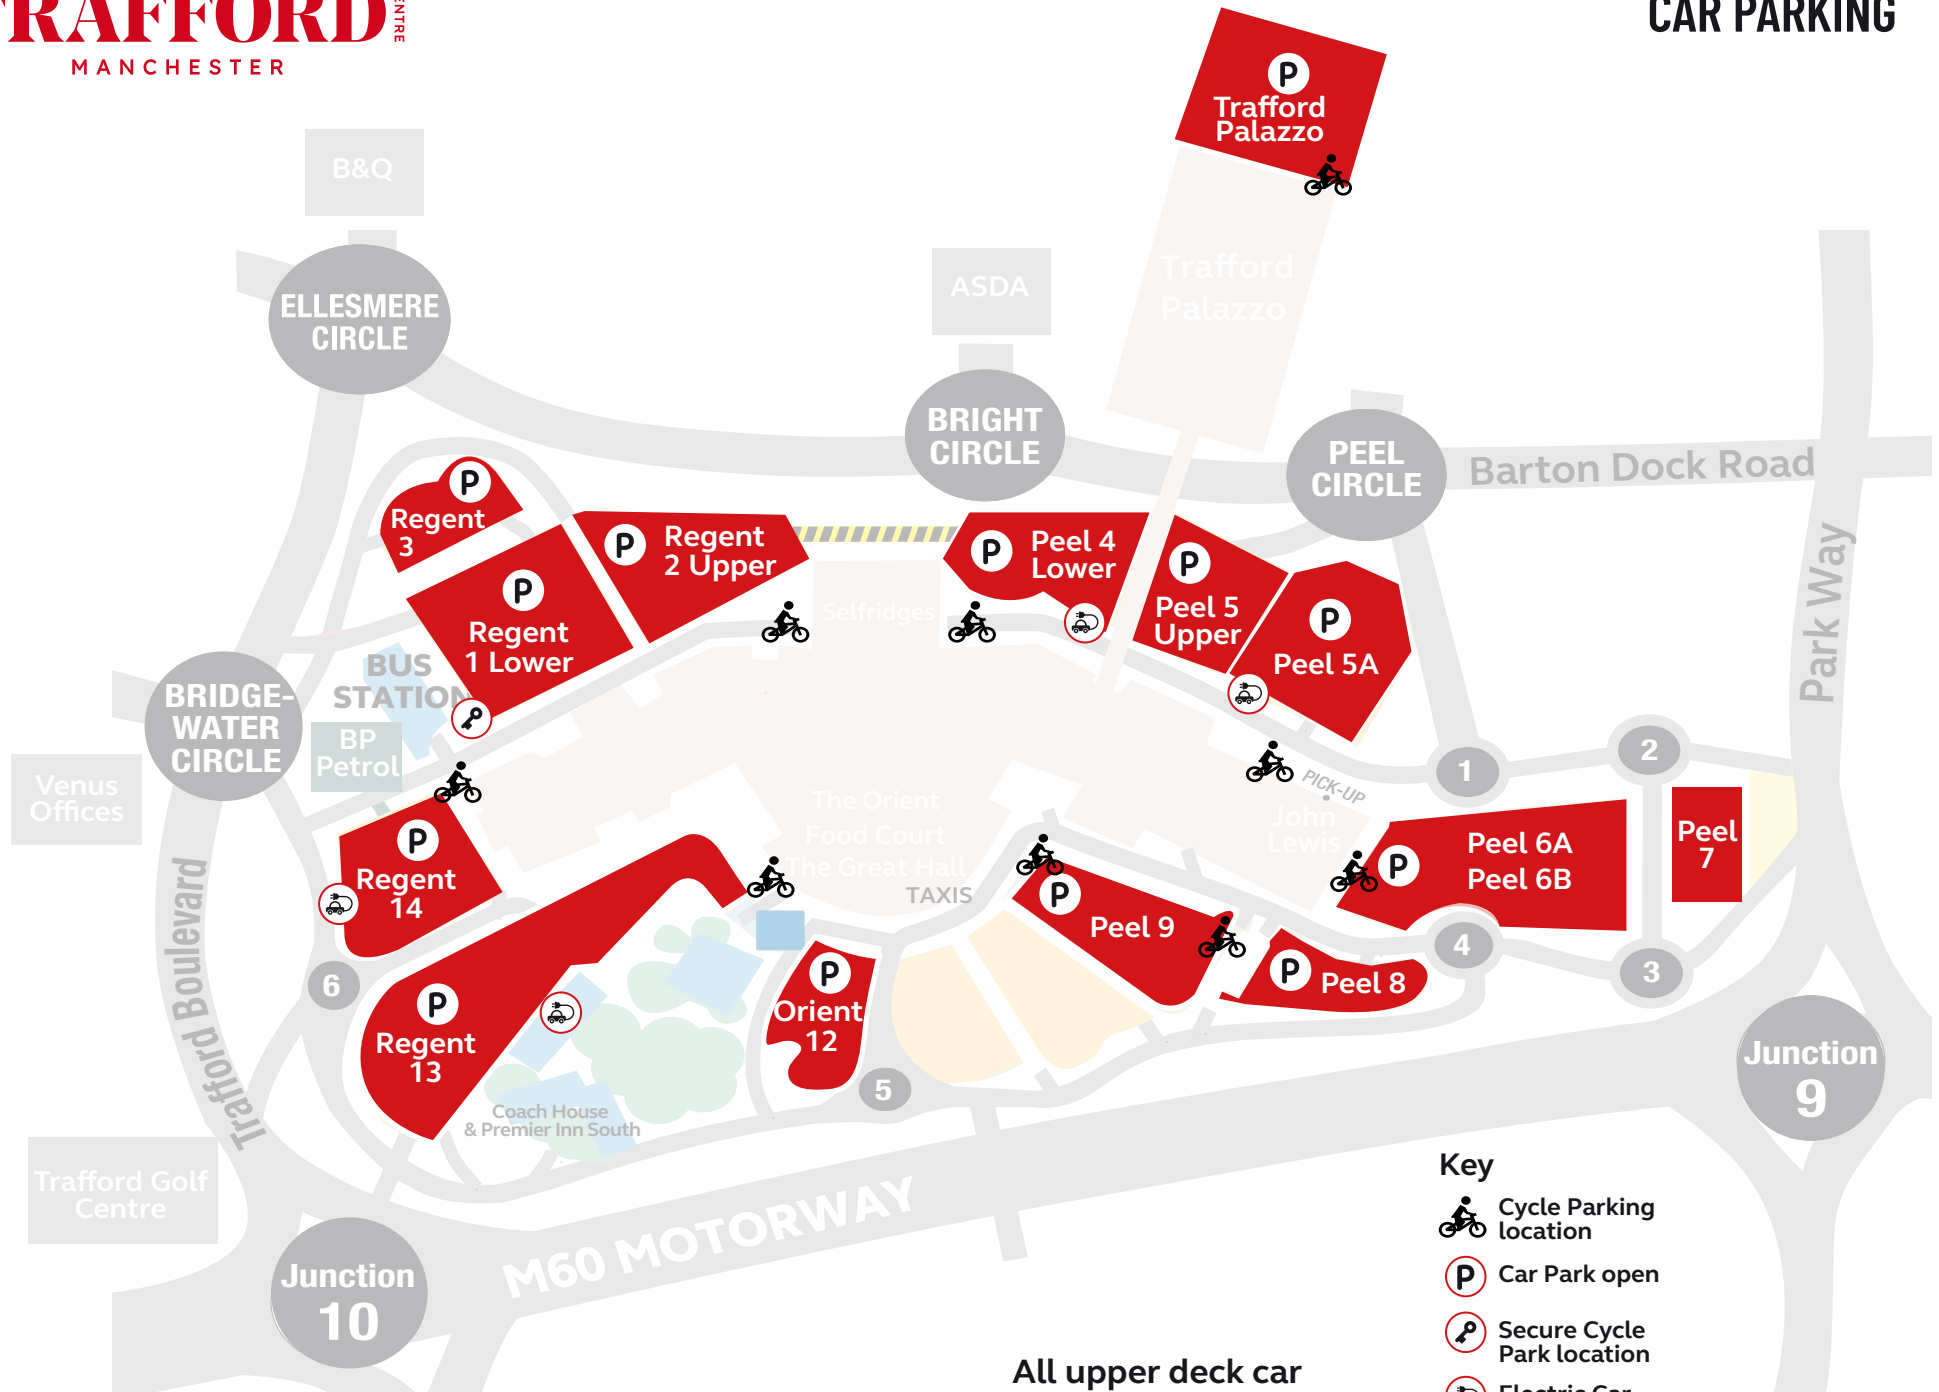 TRAFFORD
CENTRE
MANCHESTER
CAR PARKING
P
Trafford
Palazzo
B&Q
Trafford
Palazzo
ELLESMERE
CIRCLE
ASDA
BRIGHT
CIRCLE
PEEL
CIRCLE
Barton Dock Road
Park Way
P
Regent
3
P
Regent
2 Upper
P
Regent
1 Lower
P
Peel 4
Lower
P
Peel 5
Upper
P
Peel 5A
Selfridges
BUS
STATION
BRIDGE-
WATER
CIRCLE
BP
Petrol
Venus
Offices
1
2
PICK-UP
John
Lewis
The Orient
Food Court
The Great Hall
TAXIS
P
Peel 6A
Peel 6B
Peel
7
P
Regent
14
P
Peel 9
4
3
P
Peel 8
6
P
Regent
13
P
Orient
12
5
Trafford Boulevard
Coach House
& Premier Inn South
Junction
9
Trafford Golf
Centre
M60 MOTORWAY
Junction
10
Key
Cycle Parking
location
P
Car Park open
Secure Cycle
Park location
Electric Car
All upper deck car